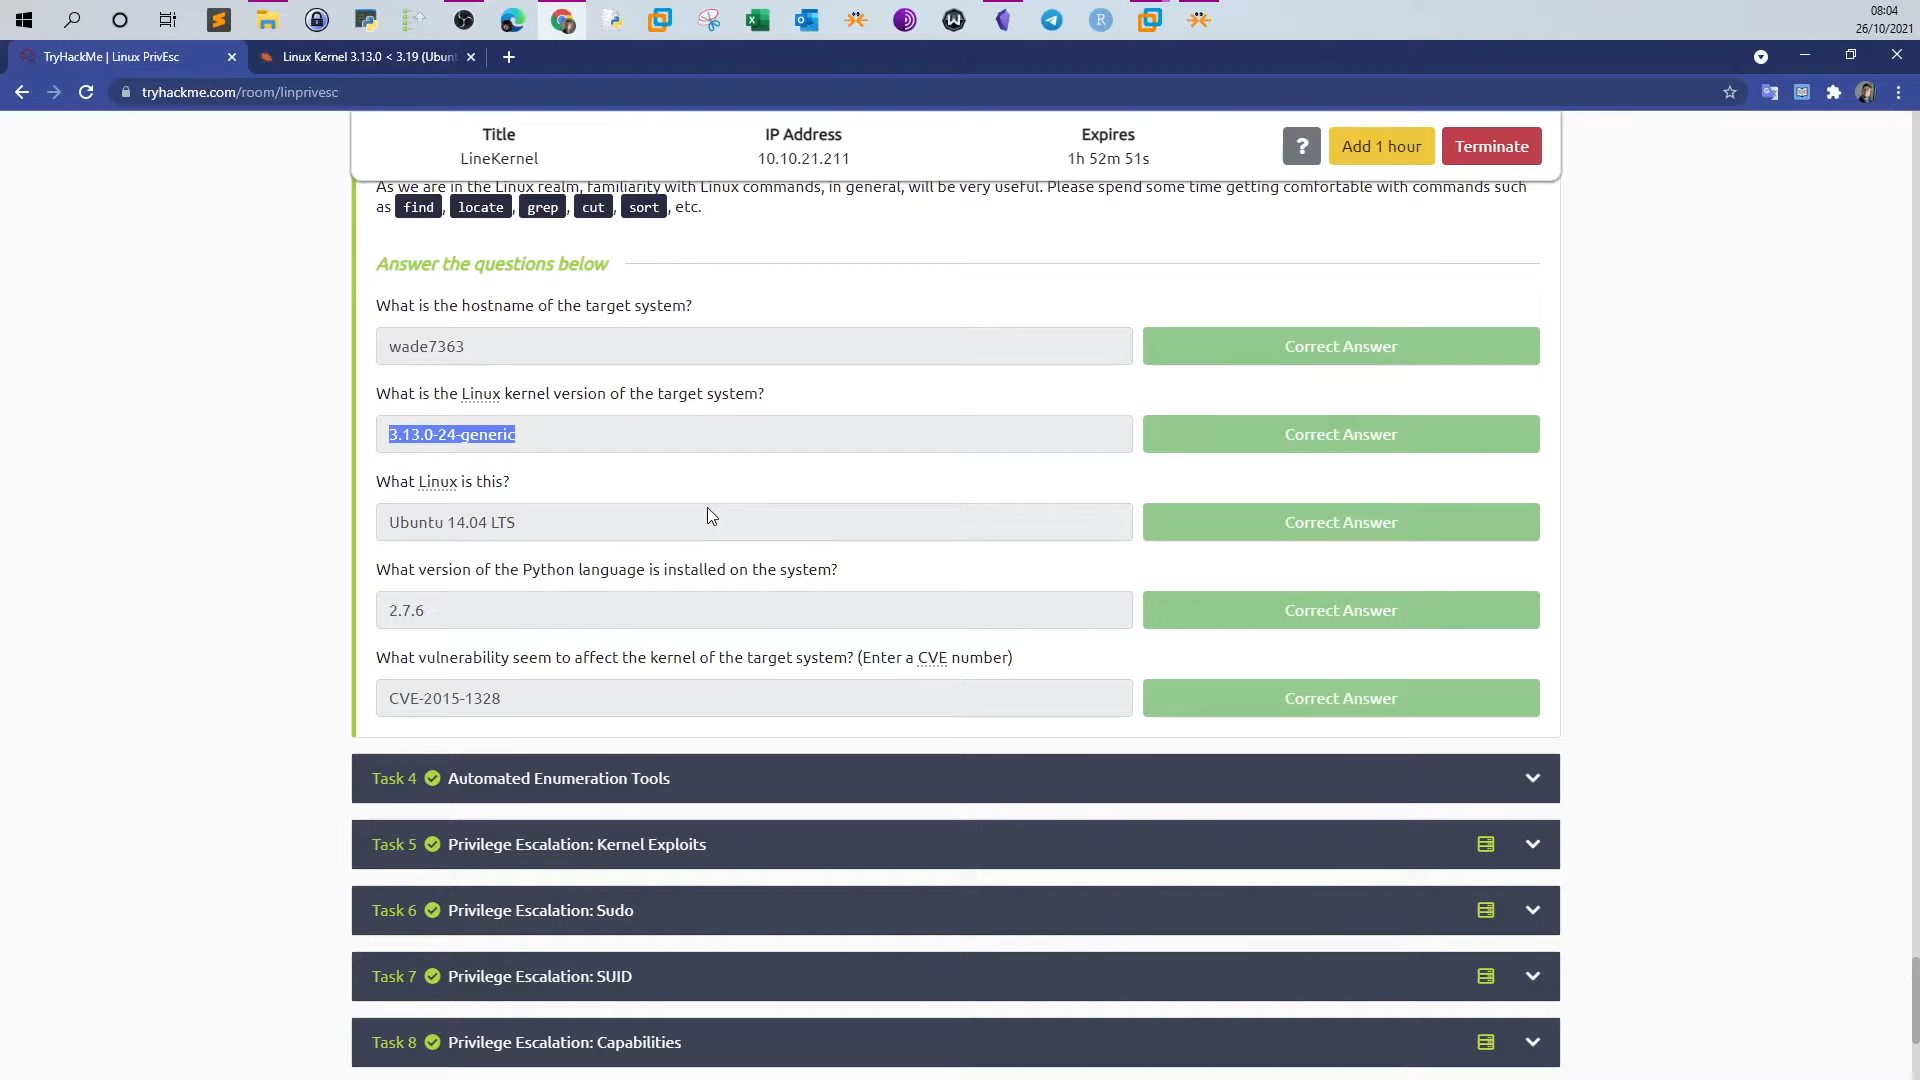 08:04
26/10/2021
TryHackMe | Linux PrivEsc
Linux Kernel 3.13.0 < 3.19 (Ubun
tryhackme.com/room/linprivesc
Title
IP Address
Expires
LineKernel
10.10.21.211
1h 52m 51s
?
Add 1 hour
Terminate
As we are in the Linux realm, familiarity with Linux commands, in general, will be very useful. Please spend some time getting comfortable with commands such
as find, locate, grep, cut, sort, etc.
Answer the questions below
What is the hostname of the target system?
wade7363
Correct Answer
What is the Linux kernel version of the target system?
3.13.0-24-generic
Correct Answer
What Linux is this?
Ubuntu 14.04 LTS
Correct Answer
What version of the Python language is installed on the system?
2.7.6
Correct Answer
What vulnerability seem to affect the kernel of the target system? (Enter a CVE number)
CVE-2015-1328
Correct Answer
Task 4 Automated Enumeration Tools
Task 5 Privilege Escalation: Kernel Exploits
Task 6 Privilege Escalation: Sudo
Task 7 Privilege Escalation: SUID
Task 8 Privilege Escalation: Capabilities